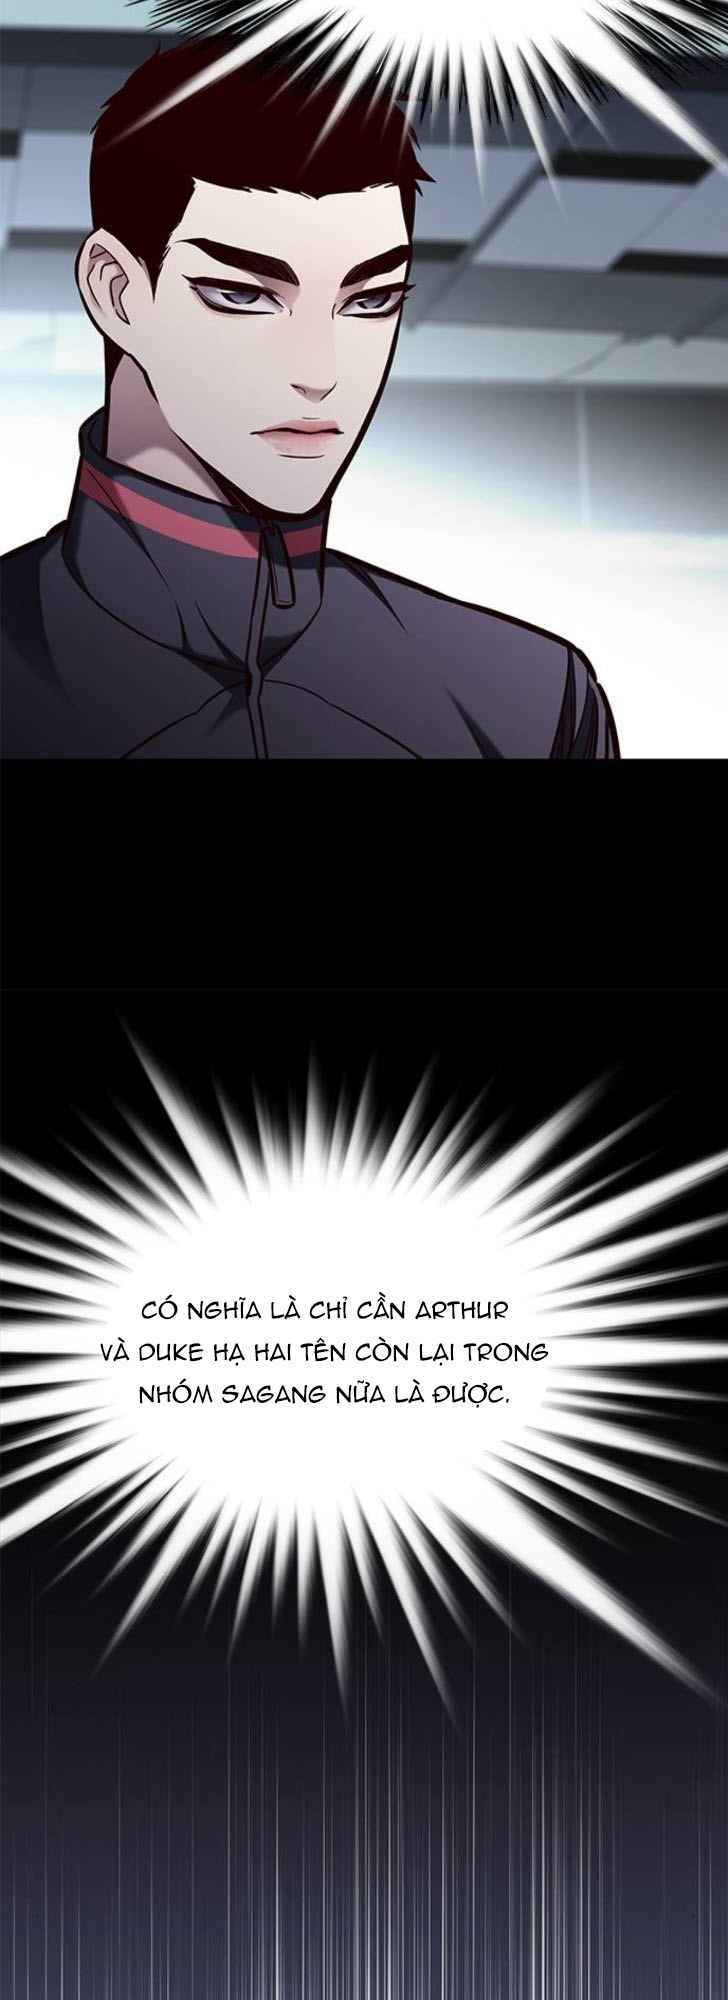 CÓ NGHĨA LÀ CHỈ CẦN ARTHUR
VÀ DUKE HẠ HAI TÊN CÒN LẠI TRONG
NHÓM SAGANG NỮA LÀ ĐƯỢC.